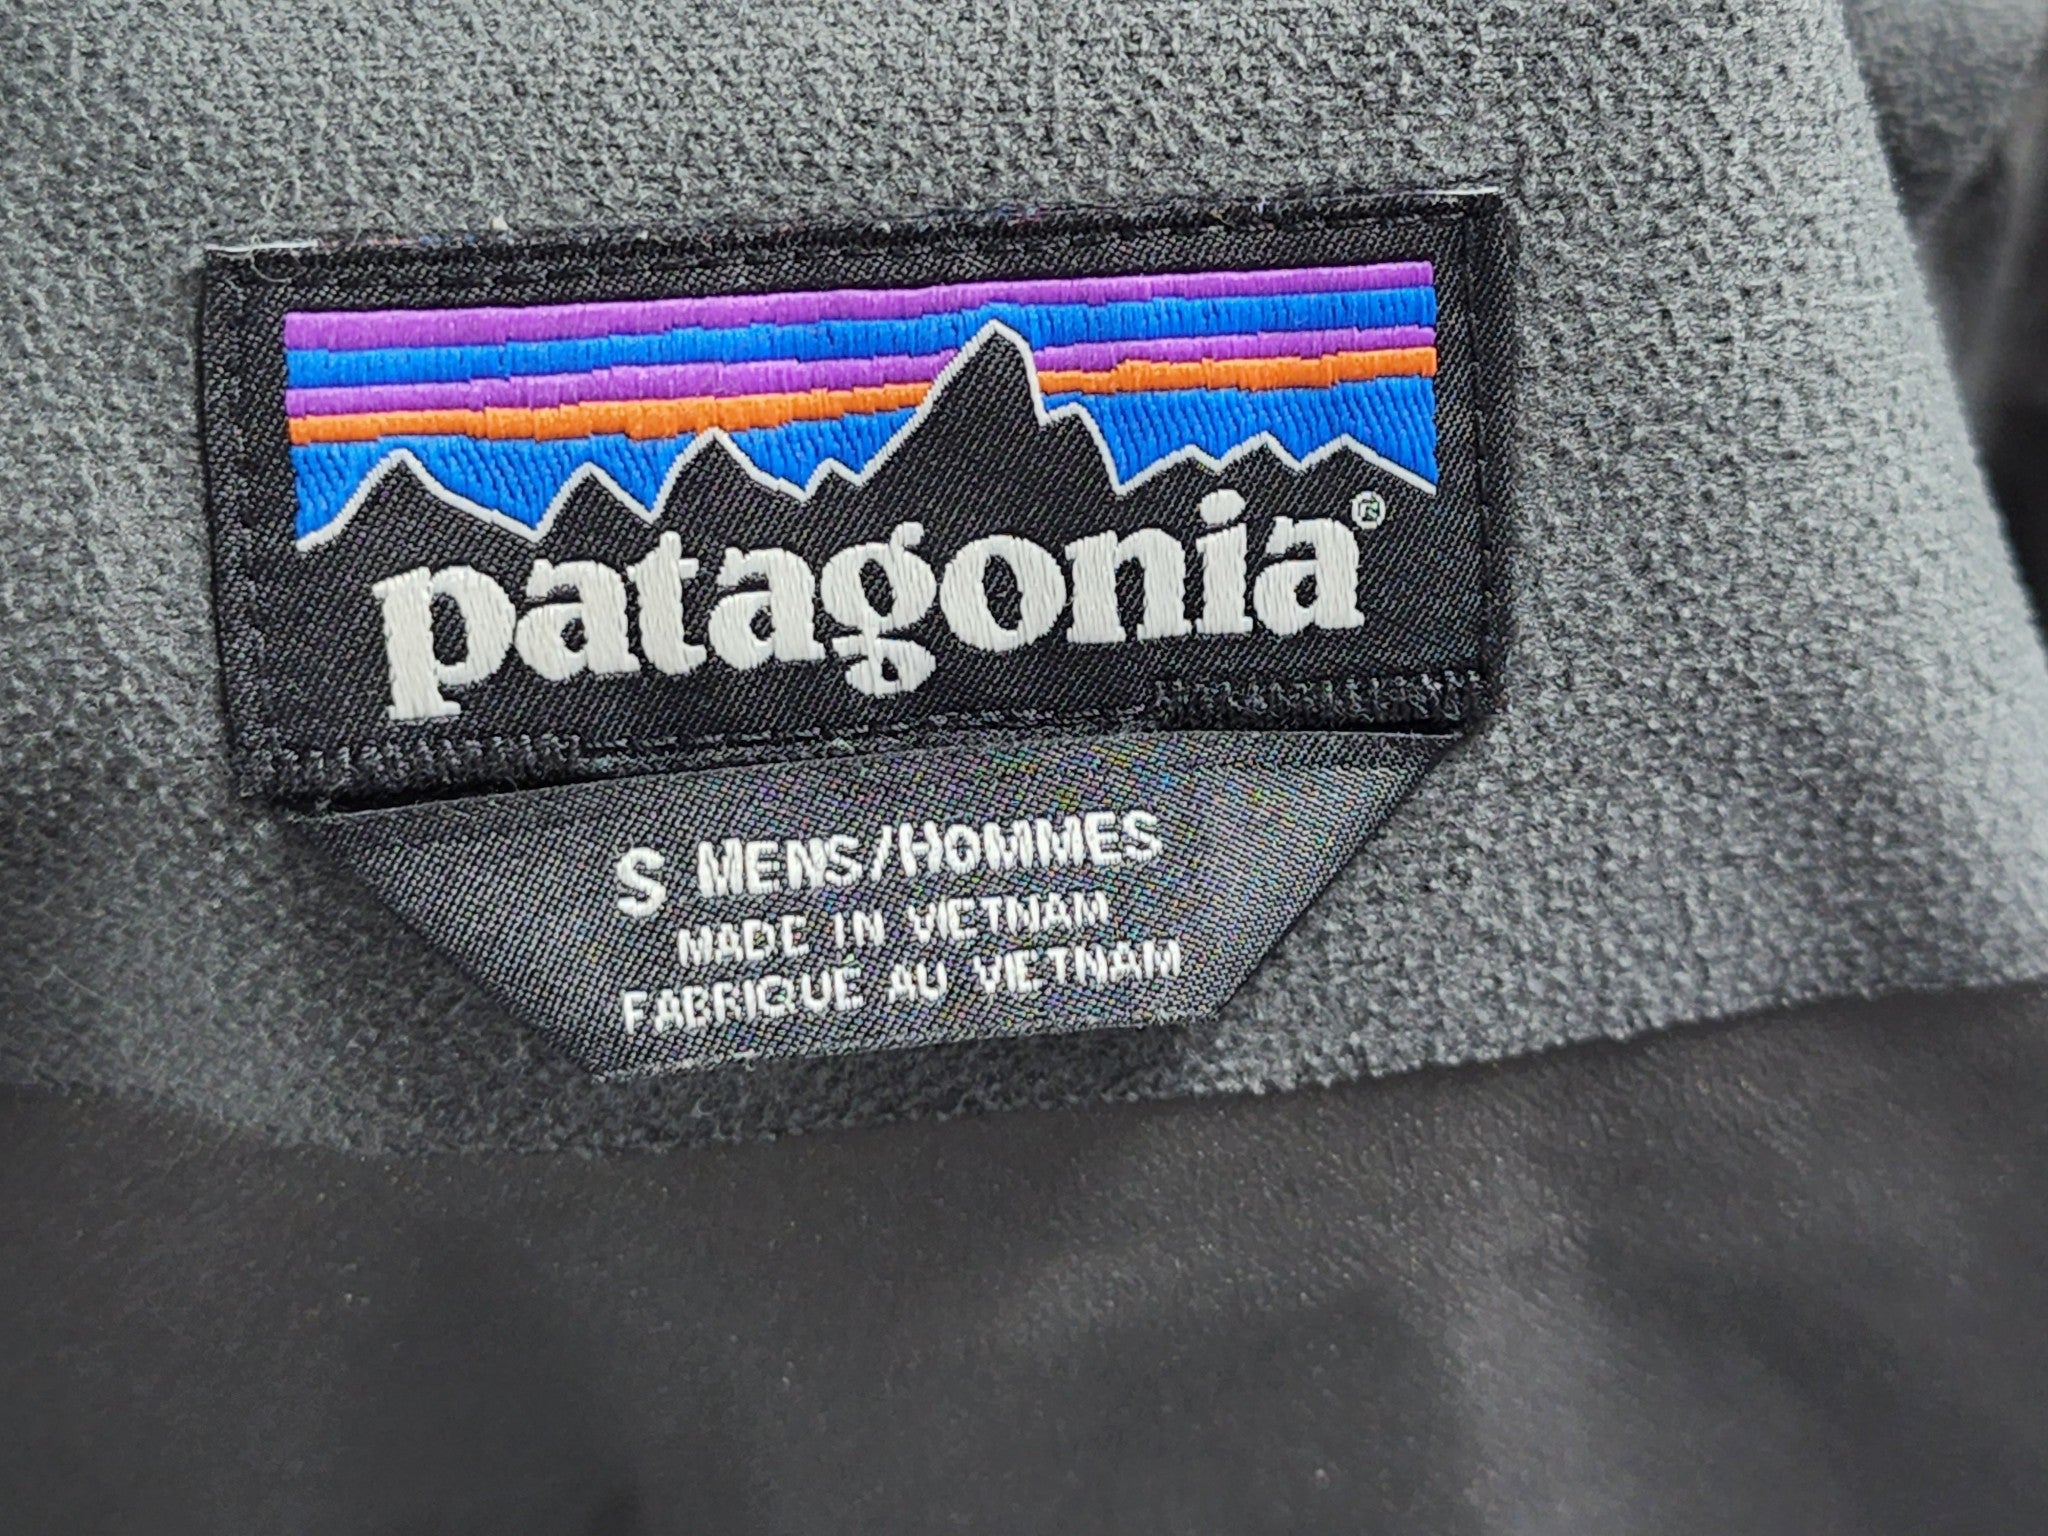 patagonia®
S MENS/HOMMES
MADE IN VIETNAM
FABRIQUE AU VIETNAM